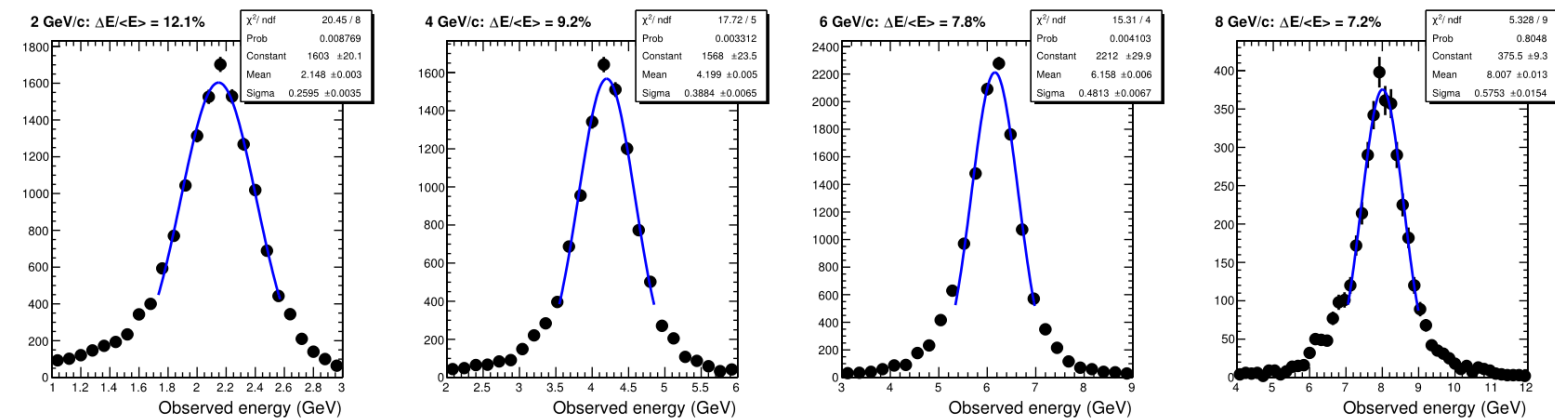 2 GeV/c: ΔE/<E> = 12.1%
χ²/ ndf 20.45 / 8
Prob 0.008769
Constant 1603 ±20.1
Mean 2.148 ±0.003
Sigma 0.2595 ±0.0035
1800
1600
1400
1200
1000
800
600
400
200
0
1 1.2 1.4 1.6 1.8 2 2.2 2.4 2.6 2.8 3
Observed energy (GeV)
4 GeV/c: ΔE/<E> = 9.2%
χ²/ ndf 17.72 / 5
Prob 0.003312
Constant 1568 ±23.5
Mean 4.199 ±0.005
Sigma 0.3884 ±0.0065
1600
1400
1200
1000
800
600
400
200
0
2 2.5 3 3.5 4 4.5 5 5.5 6
Observed energy (GeV)
6 GeV/c: ΔE/<E> = 7.8%
χ²/ ndf 15.31 / 4
Prob 0.004103
Constant 2212 ±29.9
Mean 6.158 ±0.006
Sigma 0.4813 ±0.0067
2400
2200
2000
1800
1600
1400
1200
1000
800
600
400
200
0
3 4 5 6 7 8 9
Observed energy (GeV)
8 GeV/c: ΔE/<E> = 7.2%
χ²/ ndf 5.328 / 9
Prob 0.8048
Constant 375.5 ±9.3
Mean 8.007 ±0.013
Sigma 0.5753 ±0.0154
400
350
300
250
200
150
100
50
0
4 5 6 7 8 9 10 11 12
Observed energy (GeV)